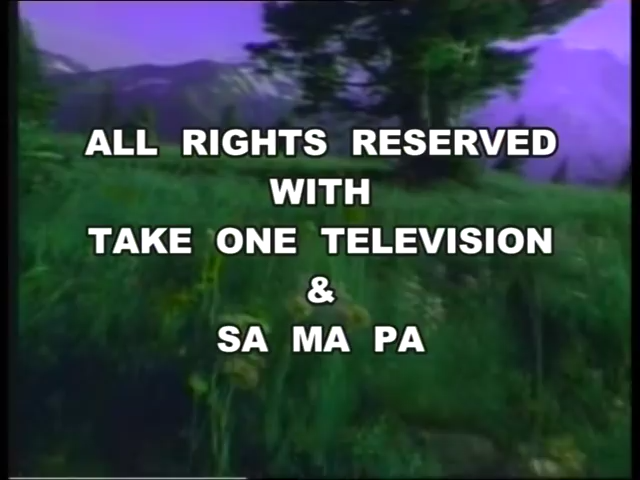 ALL RIGHTS RESERVED
WITH
TAKE ONE TELEVISION
&
SA MA PA